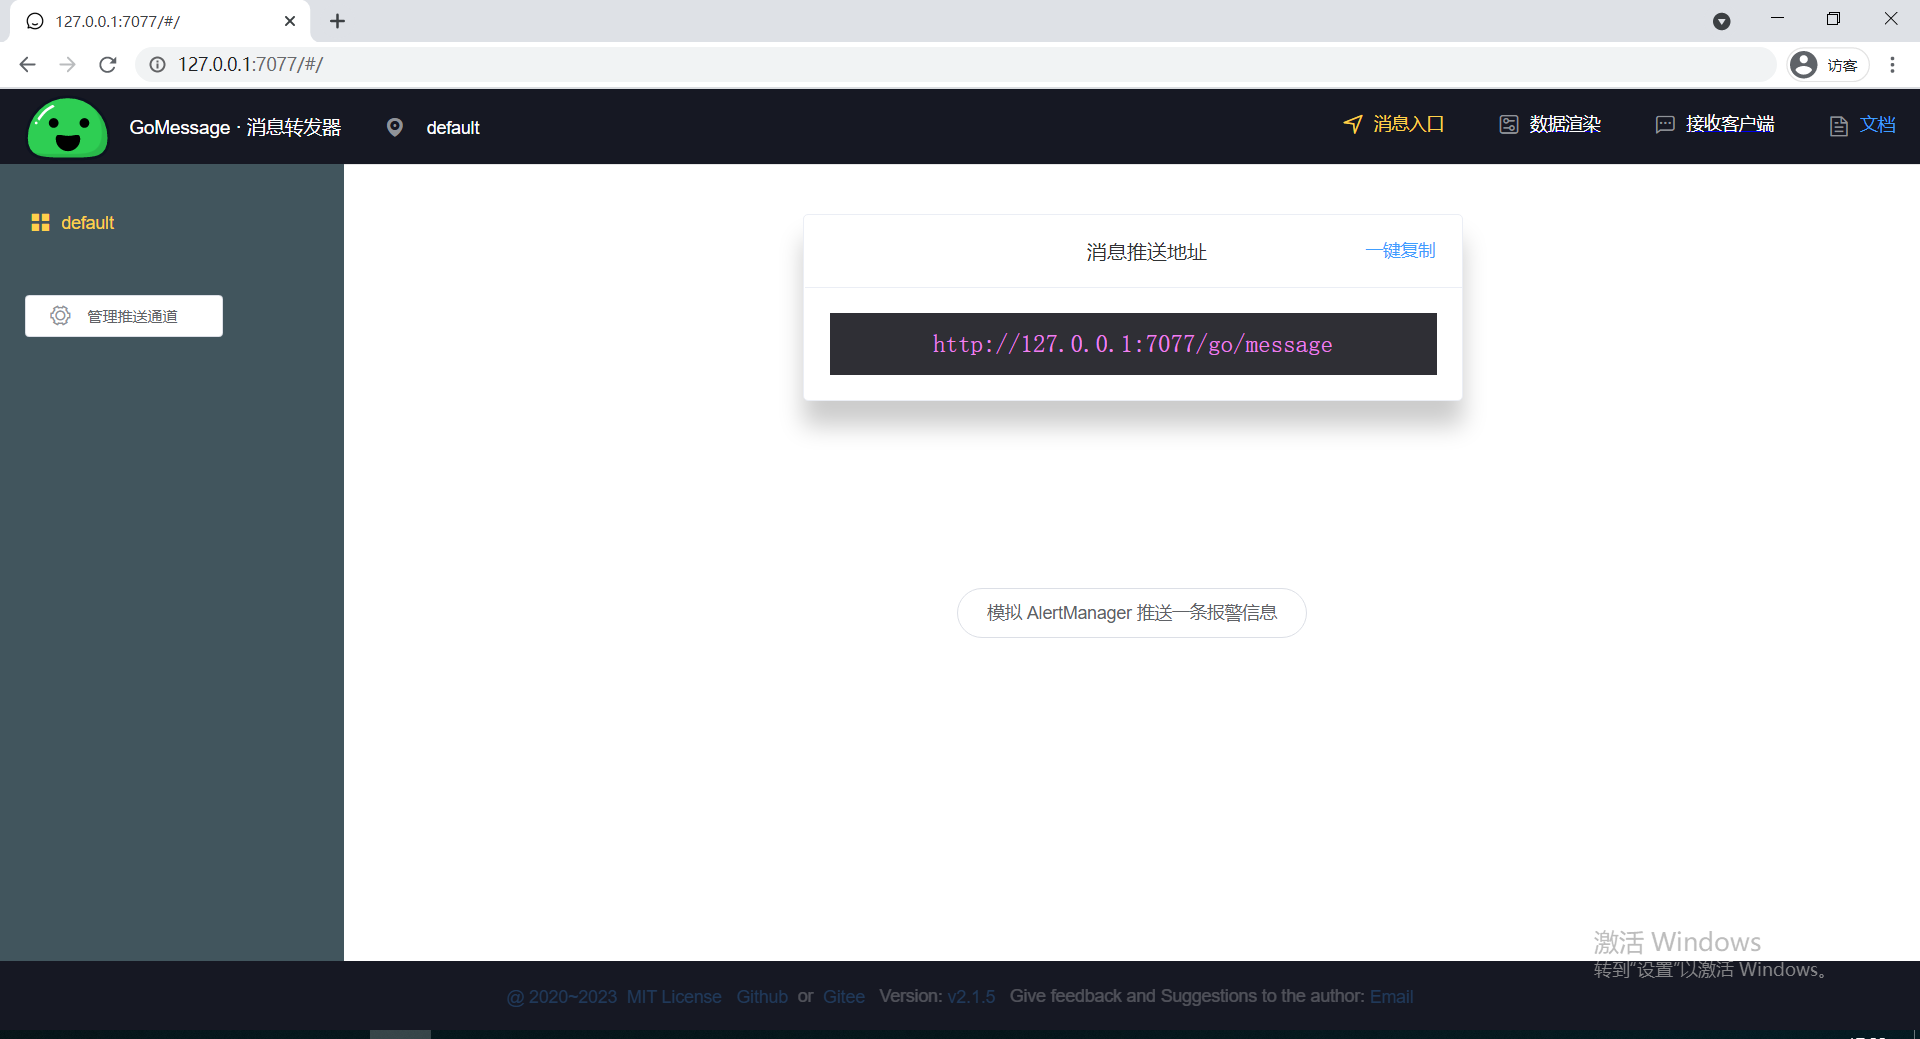 127.0.0.1:7077/#/
127.0.0.1:7077/#/
访客
GoMessage · 消息转发器
default
消息入口
数据渲染
接收客户端
文档
default
管理推送通道
消息推送地址
一键复制
http://127.0.0.1:7077/go/message
模拟 AlertManager 推送一条报警信息
激活 Windows
转到"设置"以激活 Windows。
@ 2020~2023 MIT License Github or Gitee Version: v2.1.5 Give feedback and Suggestions to the author: Email